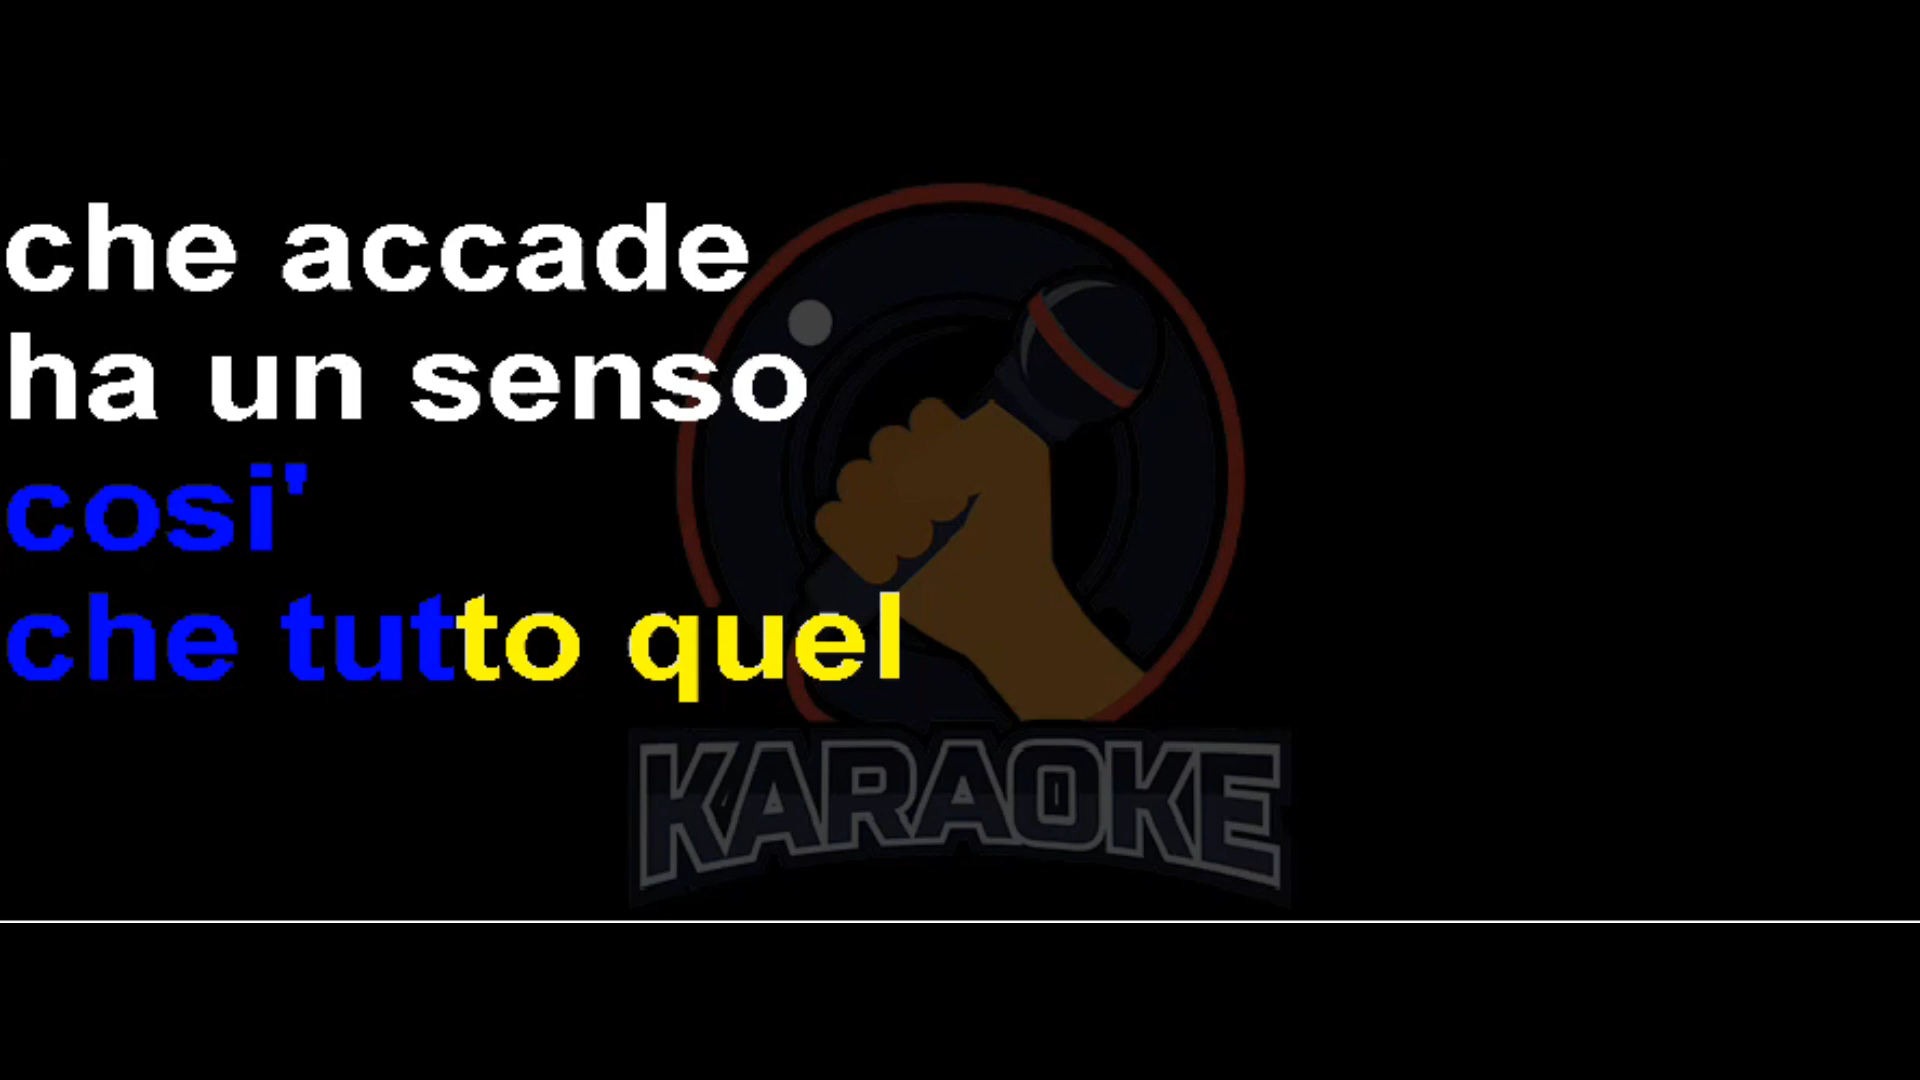 che accade
ha un senso
cosi'
che tutto quel
KARAOKE